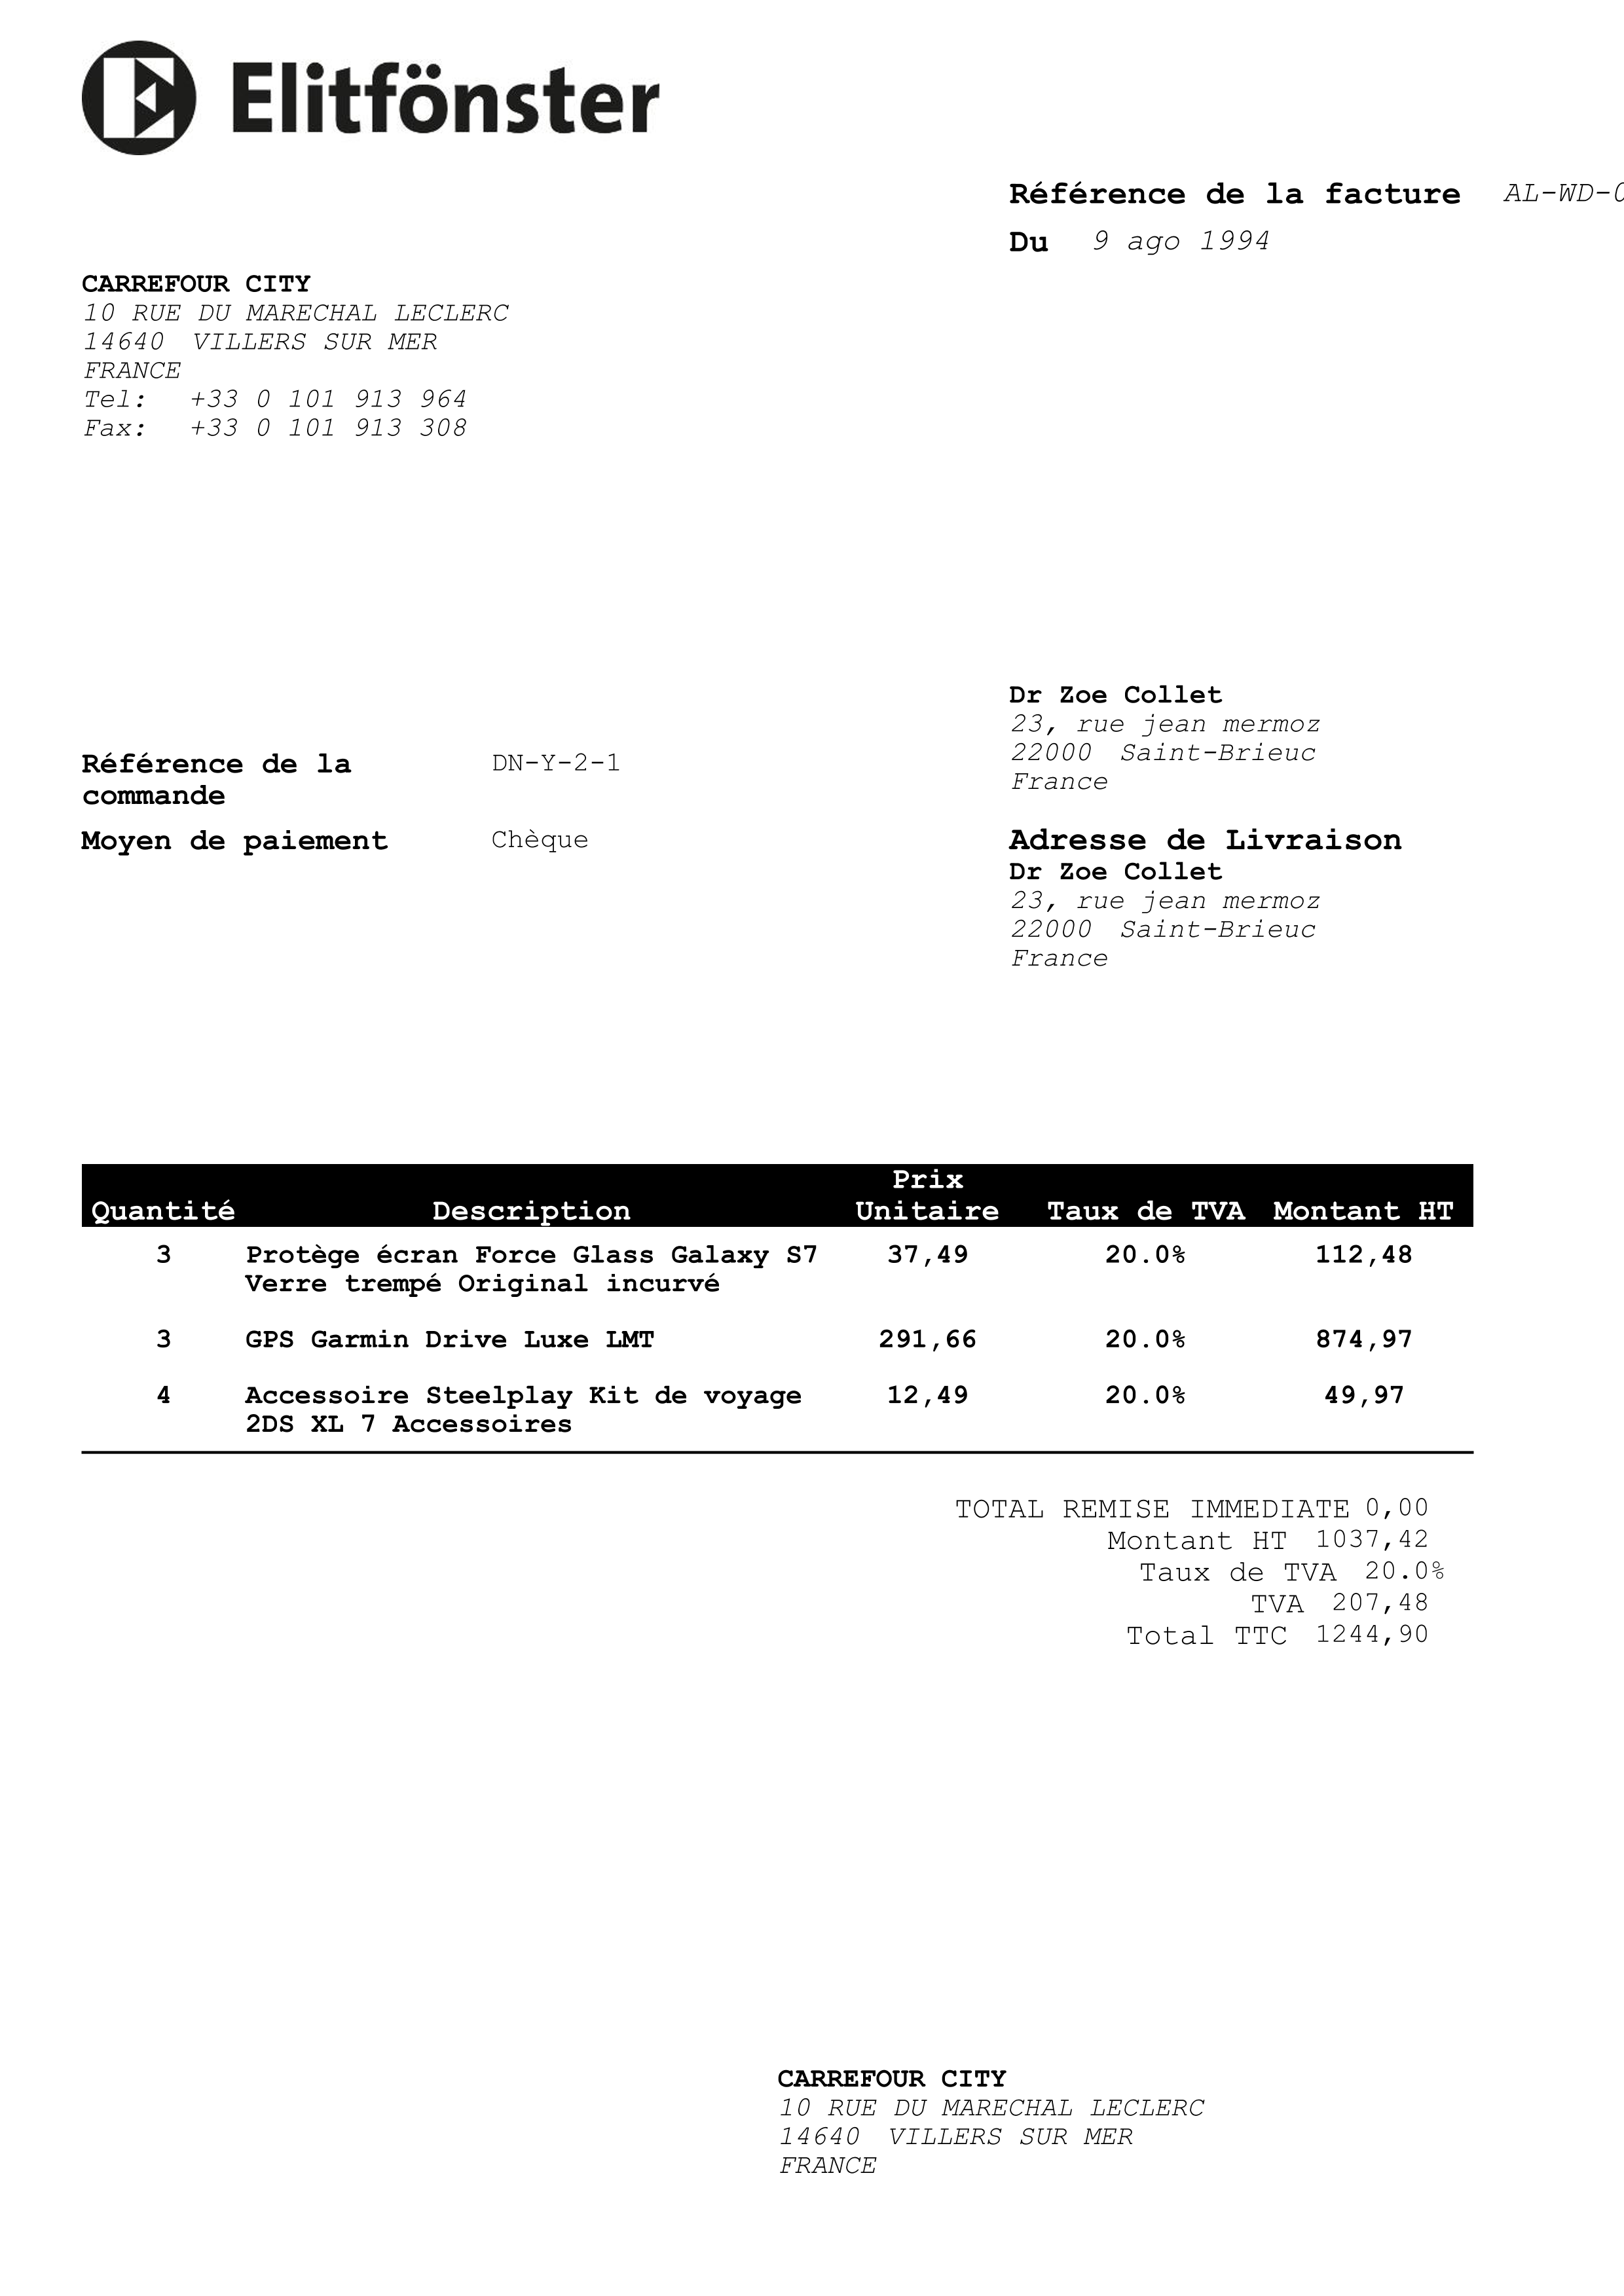 Elitfönster
Référence de la facture AL-WD-0
Du 9 ago 1994
CARREFOUR CITY
10 RUE DU MARECHAL LECLERC
14640 VILLERS SUR MER
FRANCE
Tel: +33 0 101 913 964
Fax: +33 0 101 913 308
Dr Zoe Collet
23, rue jean mermoz
22000 Saint-Brieuc
France
Référence de la DN-Y-2-1
commande
Moyen de paiement Chèque
Adresse de Livraison
Dr Zoe Collet
23, rue jean mermoz
22000 Saint-Brieuc
France
Prix
Quantité Description Unitaire Taux de TVA Montant HT
3 Protège écran Force Glass Galaxy S7 37,49 20.0% 112,48
Verre trempé Original incurvé
3 GPS Garmin Drive Luxe LMT 291,66 20.0% 874,97
4 Accessoire Steelplay Kit de voyage 12,49 20.0% 49,97
2DS XL 7 Accessoires
TOTAL REMISE IMMEDIATE 0,00
Montant HT 1037,42
Taux de TVA 20.0%
TVA 207,48
Total TTC 1244,90
CARREFOUR CITY
10 RUE DU MARECHAL LECLERC
14640 VILLERS SUR MER
FRANCE